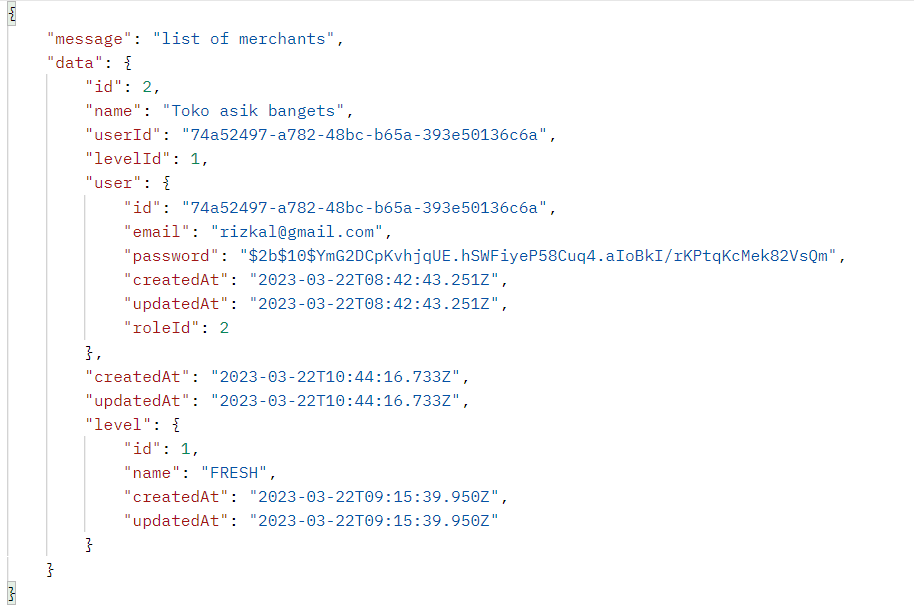 {
    "message": "list of merchants",
    "data": {
        "id": 2,
        "name": "Toko asik bangets",
        "userId": "74a52497-a782-48bc-b65a-393e50136c6a",
        "levelId": 1,
        "user": {
            "id": "74a52497-a782-48bc-b65a-393e50136c6a",
            "email": "rizkal@gmail.com",
            "password": "$2b$10$YmG2DCpKvhjqUE.hSWFiyeP58Cuq4.aIoBkI/rKPtqKcMek82VsQm",
            "createdAt": "2023-03-22T08:42:43.251Z",
            "updatedAt": "2023-03-22T08:42:43.251Z",
            "roleId": 2
        },
        "createdAt": "2023-03-22T10:44:16.733Z",
        "updatedAt": "2023-03-22T10:44:16.733Z",
        "level": {
            "id": 1,
            "name": "FRESH",
            "createdAt": "2023-03-22T09:15:39.950Z",
            "updatedAt": "2023-03-22T09:15:39.950Z"
        }
    }
}